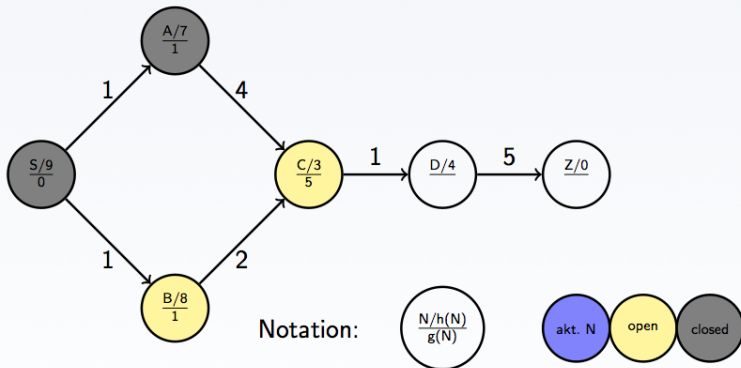 A/7
1
1
4
S/9
0
C/3
5
1
D/4
5
Z/0
1
2
B/8
1
Notation:
N/h(N)
g(N)
akt. N
open
closed